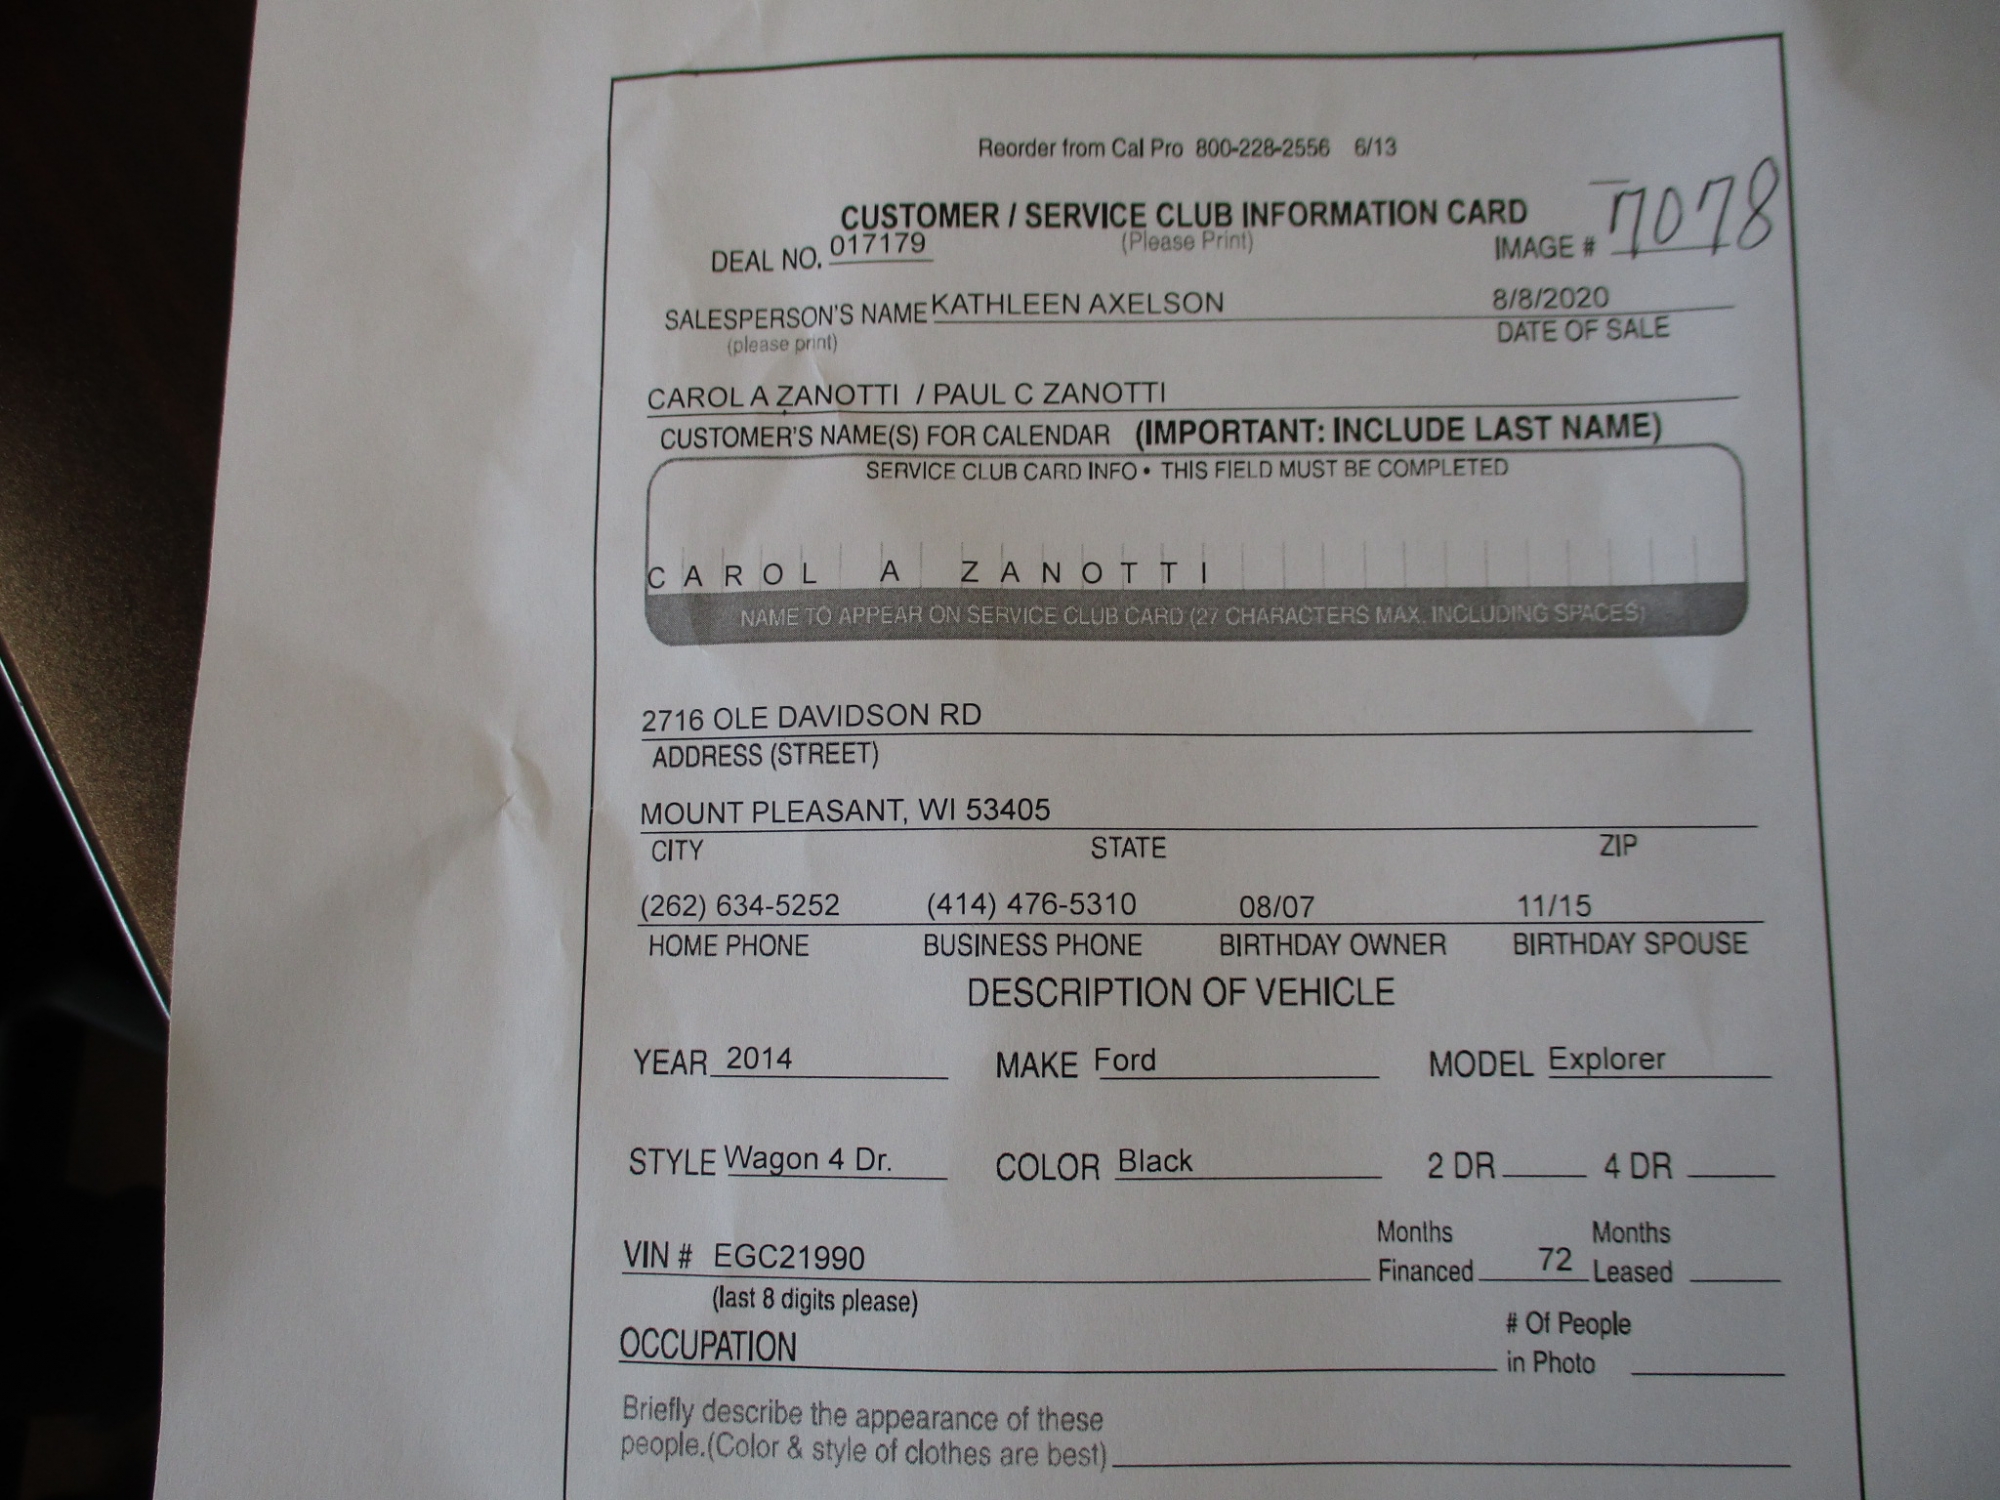 Reorder from Cal Pro 800-228-2556 6/13
CUSTOMER / SERVICE CLUB INFORMATION CARD
(Please Print)
DEAL NO. 017179
IMAGE # 7078
SALESPERSON'S NAME KATHLEEN AXELSON 8/8/2020
(please print) DATE OF SALE
CAROL A ZANOTTI / PAUL C ZANOTTI
CUSTOMER'S NAME(S) FOR CALENDAR (IMPORTANT: INCLUDE LAST NAME)
SERVICE CLUB CARD INFO • THIS FIELD MUST BE COMPLETED
CAROL A ZANOTTI
NAME TO APPEAR ON SERVICE CLUB CARD (27 CHARACTERS MAX. INCLUDING SPACES)
2716 OLE DAVIDSON RD
ADDRESS (STREET)
MOUNT PLEASANT, WI 53405
CITY STATE ZIP
(262) 634-5252 (414) 476-5310 08/07 11/15
HOME PHONE BUSINESS PHONE BIRTHDAY OWNER BIRTHDAY SPOUSE
DESCRIPTION OF VEHICLE
YEAR 2014 MAKE Ford MODEL Explorer
STYLE Wagon 4 Dr. COLOR Black 2 DR 4 DR
VIN # EGC21990 Months Financed 72 Months Leased
(last 8 digits please)
OCCUPATION # Of People in Photo
Briefly describe the appearance of these
people.(Color & style of clothes are best)